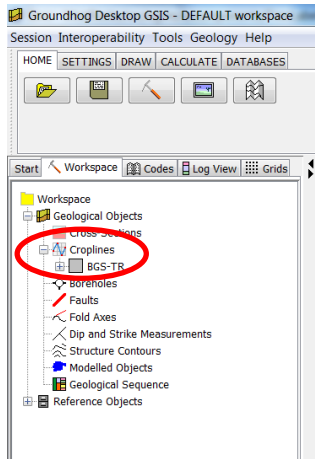 Groundhog Desktop GSIS - DEFAULT workspace
Session Interoperability Tools Geology Help
HOME SETTINGS DRAW CALCULATE DATABASES
Start Workspace Codes Log View Grids
Workspace
Geological Objects
Cross Sections
Croplines
BGS-TR
Boreholes
Faults
Fold Axes
Dip and Strike Measurements
Structure Contours
Modelled Objects
Geological Sequence
Reference Objects